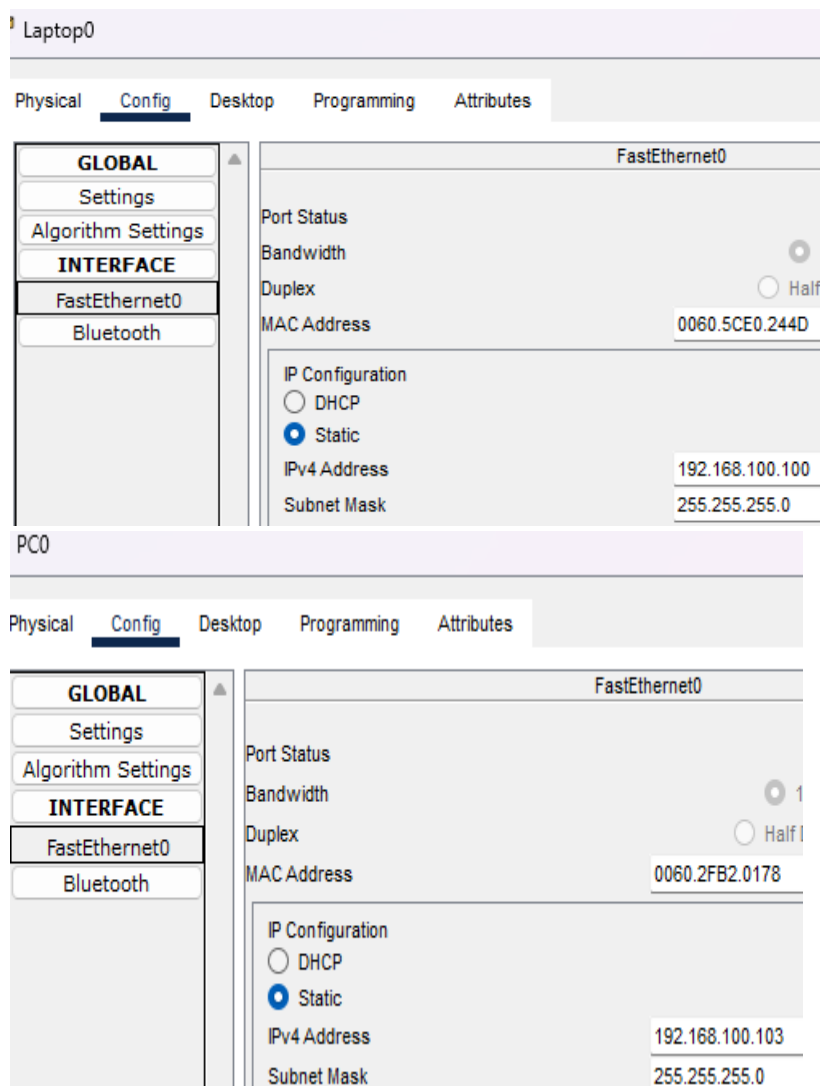 Laptop0
Physical Config Desktop Programming Attributes
GLOBAL
Settings
Algorithm Settings
INTERFACE
FastEthernet0
Bluetooth
FastEthernet0
Port Status
Bandwidth
Duplex Half
MAC Address 0060.5CE0.244D
IP Configuration
DHCP
Static
IPv4 Address 192.168.100.100
Subnet Mask 255.255.255.0
PC0
Physical Config Desktop Programming Attributes
GLOBAL
Settings
Algorithm Settings
INTERFACE
FastEthernet0
Bluetooth
FastEthernet0
Port Status
Bandwidth 1
Duplex Half
MAC Address 0060.2FB2.0178
IP Configuration
DHCP
Static
IPv4 Address 192.168.100.103
Subnet Mask 255.255.255.0